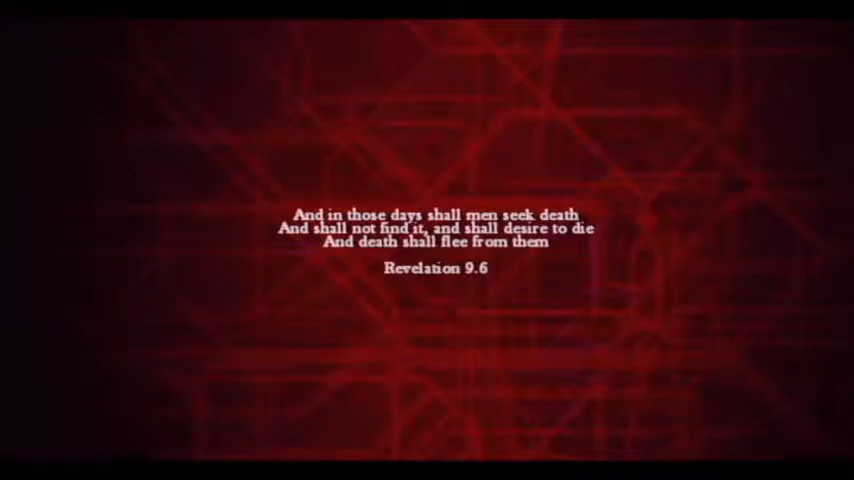 And in those days shall men seek death
And shall not find it, and shall desire to die
And death shall flee from them
Revelation 9.6